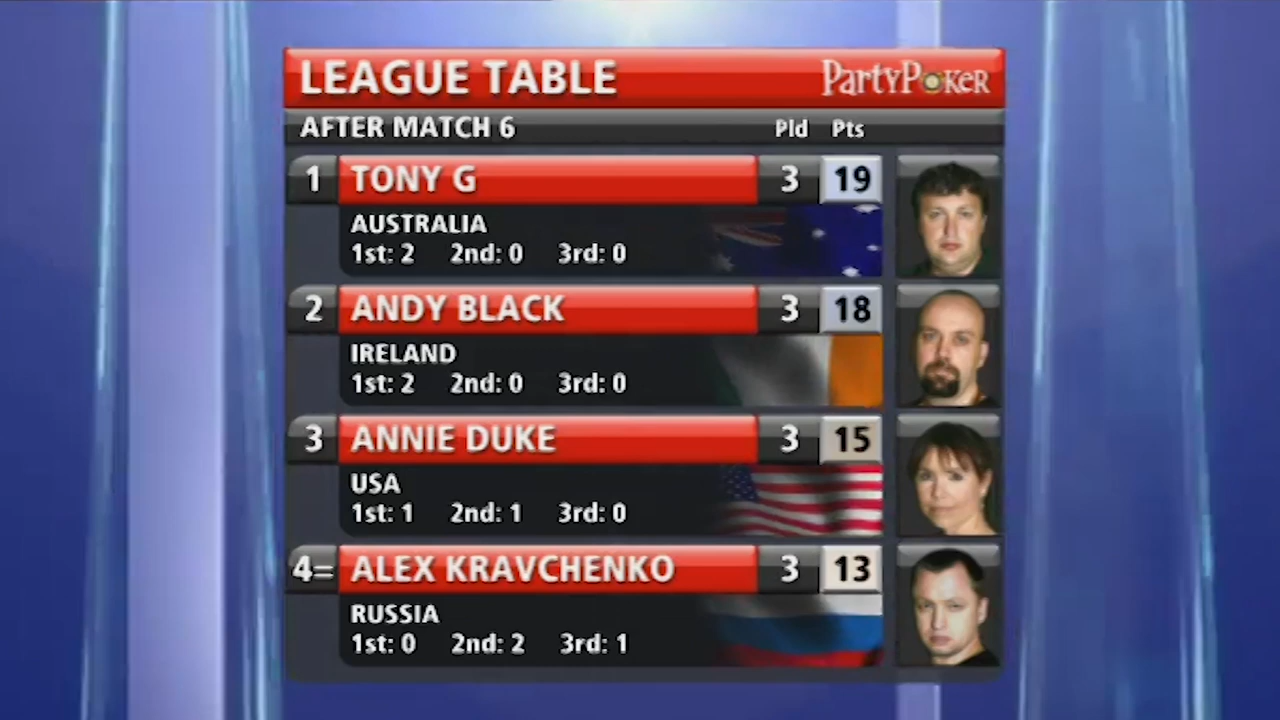 LEAGUE TABLE PartyPoker
AFTER MATCH 6 Pld Pts
1 TONY G 3 19
AUSTRALIA
1st: 2 2nd: 0 3rd: 0
2 ANDY BLACK 3 18
IRELAND
1st: 2 2nd: 0 3rd: 0
3 ANNIE DUKE 3 15
USA
1st: 1 2nd: 1 3rd: 0
4= ALEX KRAVCHENKO 3 13
RUSSIA
1st: 0 2nd: 2 3rd: 1